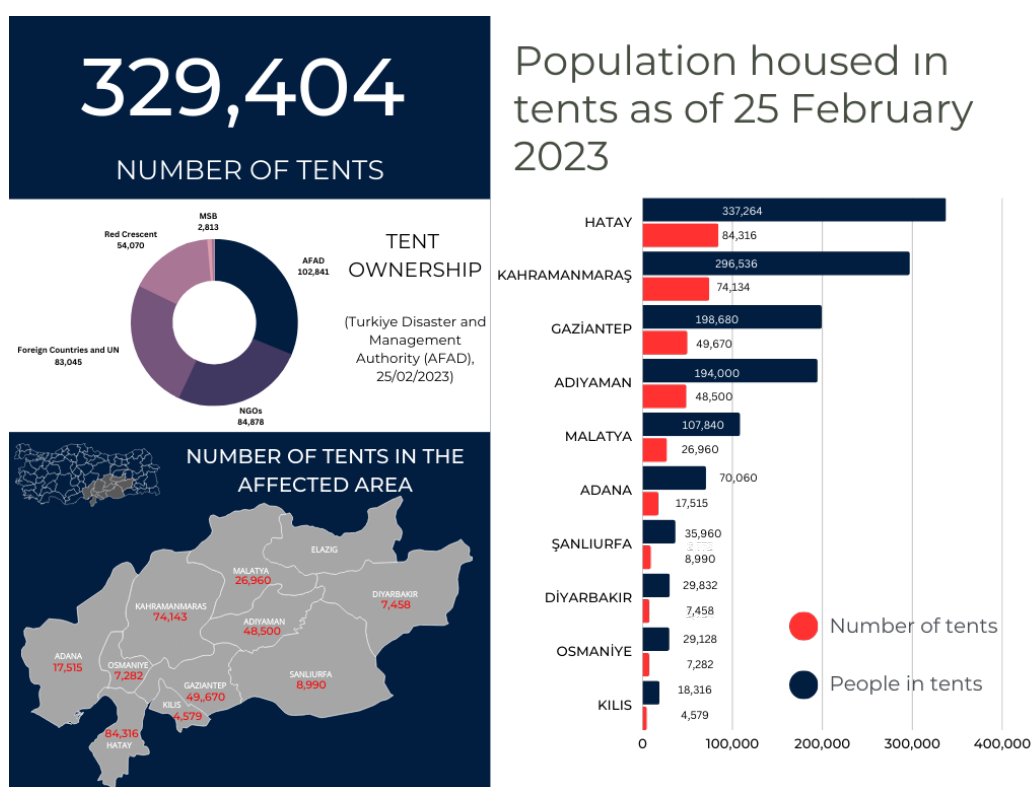 329,404
NUMBER OF TENTS
MSB
2,813
Red Crescent
54,070
AFAD
102,841
Foreign Countries and UN
83,045
NGOs
84,878
TENT
OWNERSHIP
(Turkiye Disaster and
Management
Authority (AFAD),
25/02/2023)
NUMBER OF TENTS IN THE
AFFECTED AREA
ELAZIG
MALATYA
26,960
DIYARBAKIR
7,458
KAHRAMANMARAS
74,143
ADIYAMAN
48,500
ADANA
17,515
OSMANIYE
7,282
SANLIURFA
8,990
GAZIANTEP
49,,670
KILIS
4,579
84,316
HATAY
Population housed ın
tents as of 25 February
2023
HATAY
337,264
84,316
KAHRAMANMARAŞ
296,536
74,134
GAZİANTEP
198,680
49,670
ADIYAMAN
194,000
48,500
MALATYA
107,840
26,960
ADANA
70,060
17,515
ŞANLIURFA
35,960
8,990
DİYARBAKIR
29,832
7,458
OSMANİYE
29,128
7,282
KILIS
18,316
4,579
Number of tents
People in tents
0 100,000 200,000 300,000 400,000